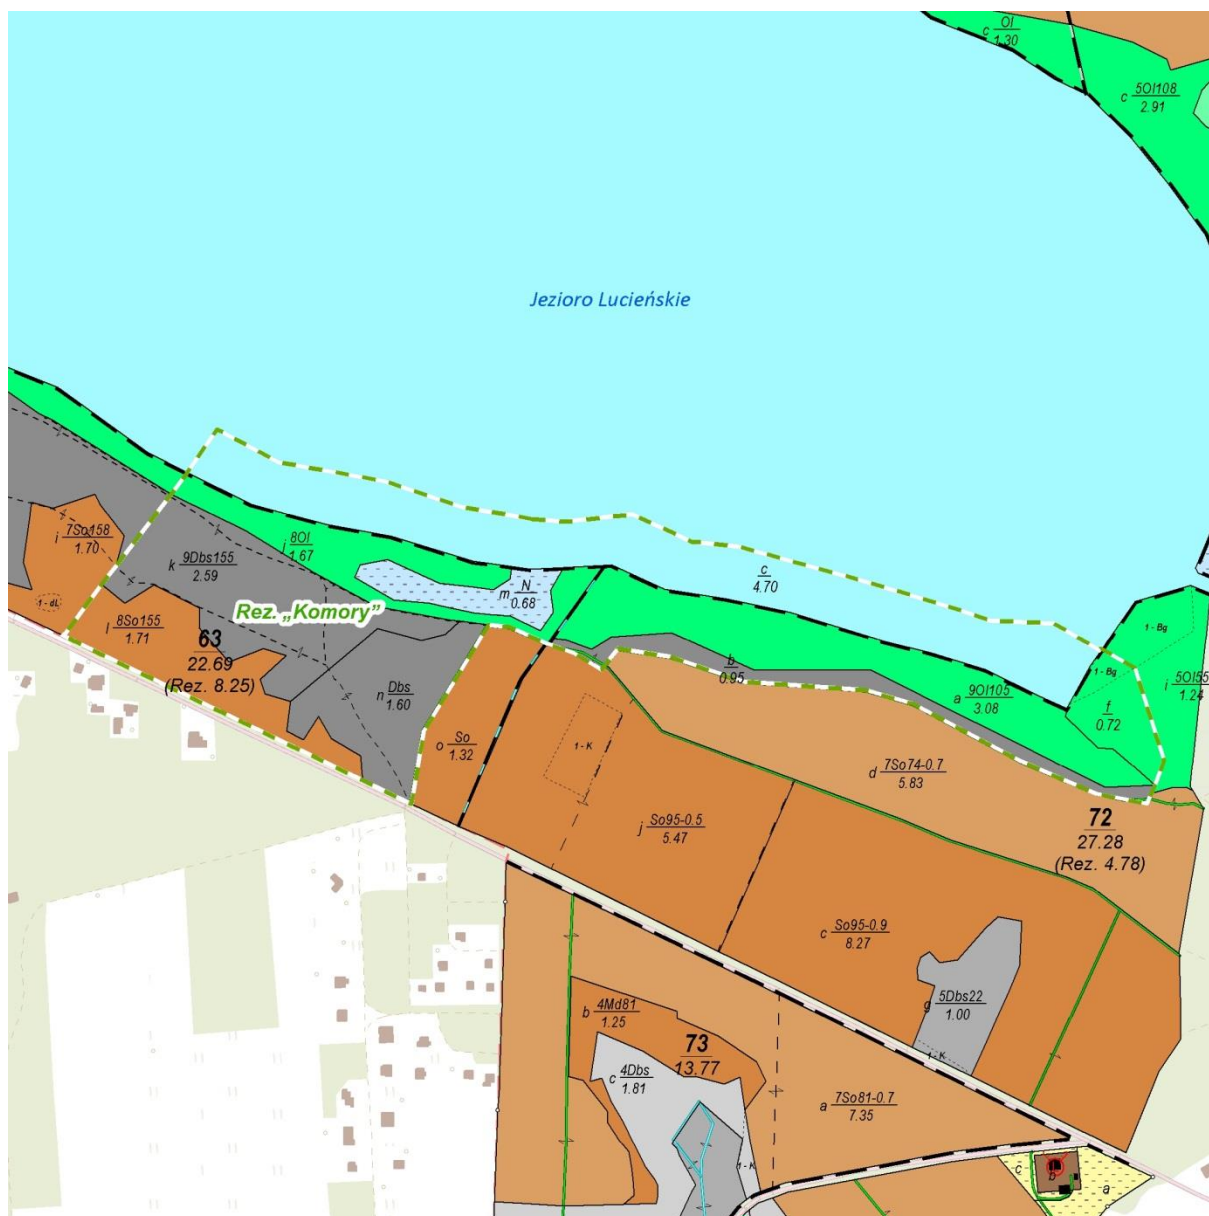 c Ol
1.30
c 5Ol108
2.91
Jezioro Lucieńskie
i 7So158
1.70
k 9Dbs155
2.59
j 8Ol
1.67
m N
0.68
c
4.70
1 - dL
l 8So155
1.71
Rez. „Komory”
63
22.69
(Rez. 8.25)
n Dbs
1.60
o So
1.32
b
0.95
a 9Ol105
3.08
1 - Bg
1 - Bg
f
0.72
i 5Ol55
1.24
1 - K
d 7So74-0.7
5.83
j So95-0.5
5.47
72
27.28
(Rez. 4.78)
c So95-0.9
8.27
g 5Dbs22
1.00
1 - K
b 4Md81
1.25
73
13.77
c 4Dbs
1.81
a 7So81-0.7
7.35
1 - K
c
b
a